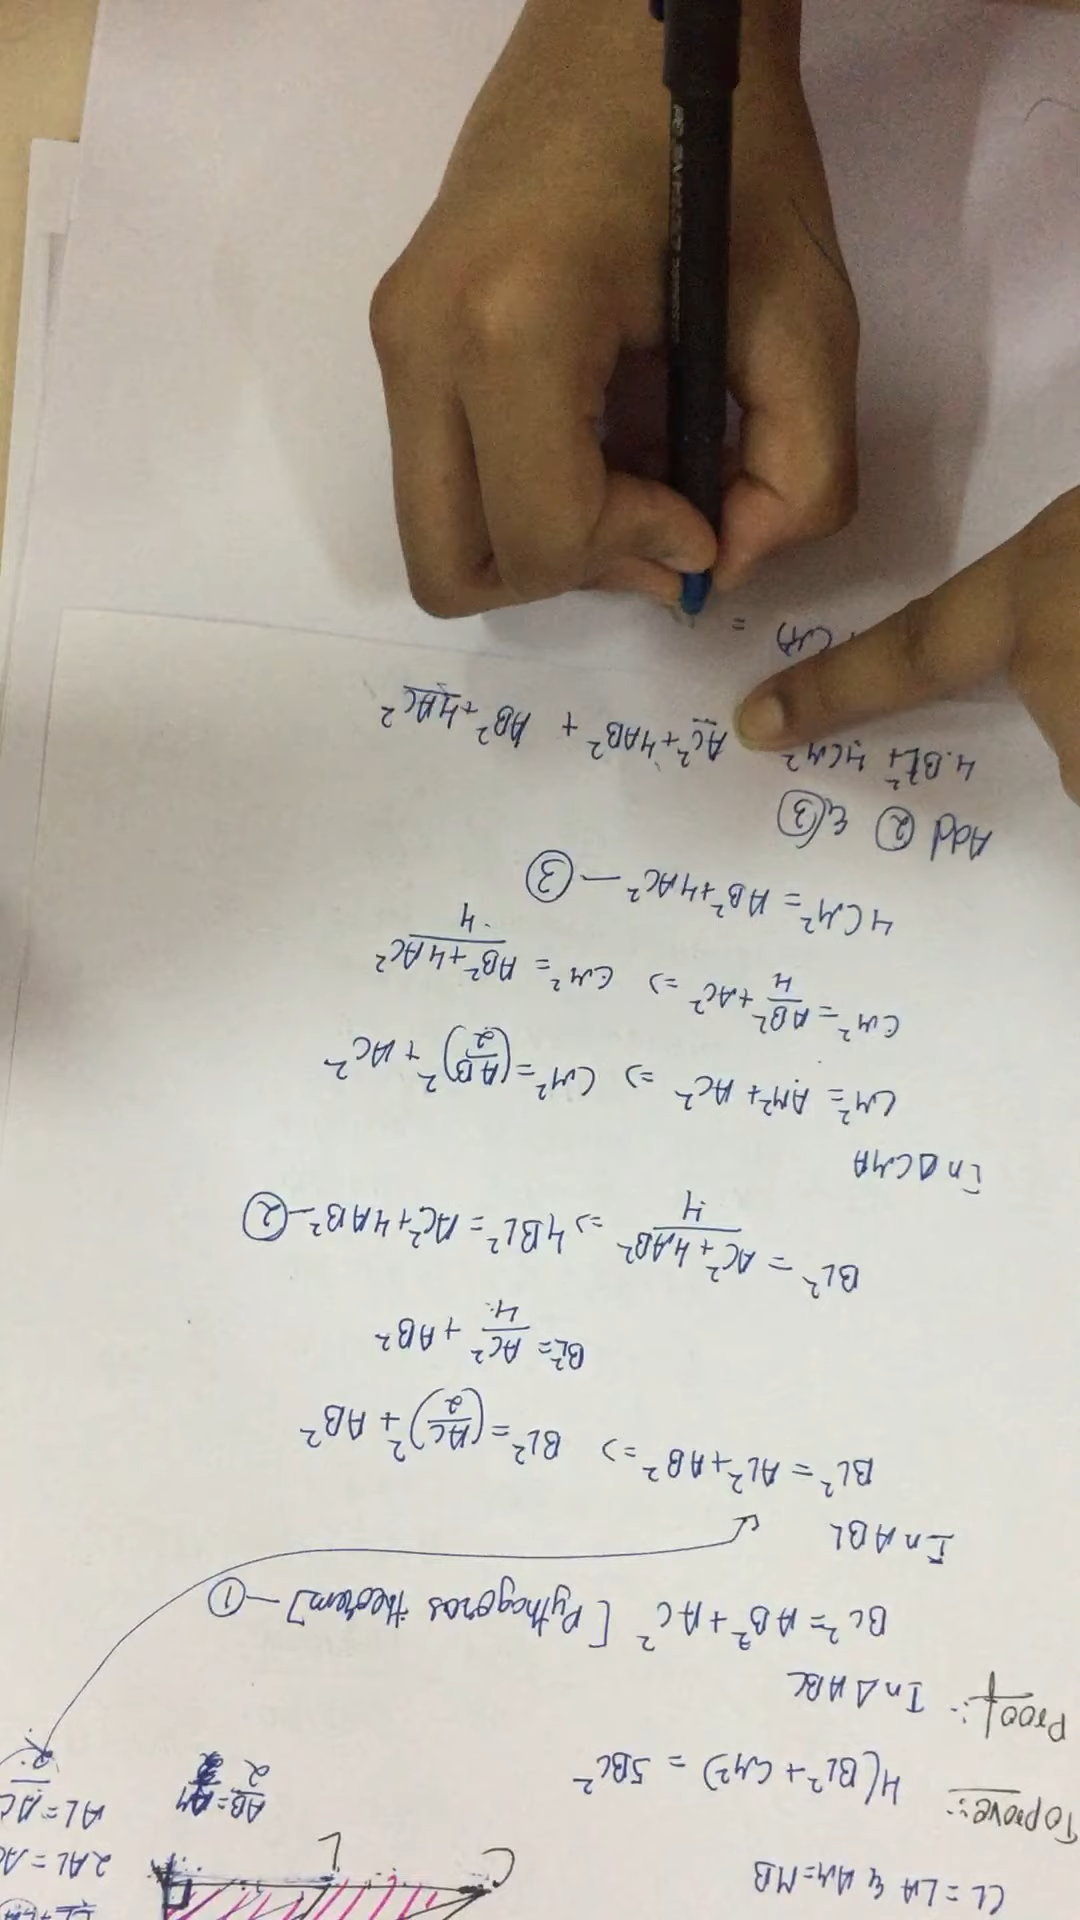 CL = LA & AM = MB
To prove:- 4(BL² + CM²) = 5BC²
2AL = A
AL = AC/2
AB/2 = AM
C L
Proof:- In Δ ABC
BC² = AB² + AC² [Pythagoras theorem] — ①
In ABL
BL² = AL² + AB² ⇒ BL² = (AC/2)² + AB²
BL² = AC²/4 + AB²
BL² = AC² + 4AB²/4 ⇒ 4BL² = AC² + 4AB² — ②
In Δ CMA
CM² = AM² + AC² ⇒ CM² = (AB/2)² + AC²
CM² = AB²/4 + AC² ⇒ CM² = AB² + 4AC²/4
4CM² = AB² + 4AC² — ③
Add ② & ③
4BL² + 4CM² AC² + 4AB² + AB² + 4AC²
=